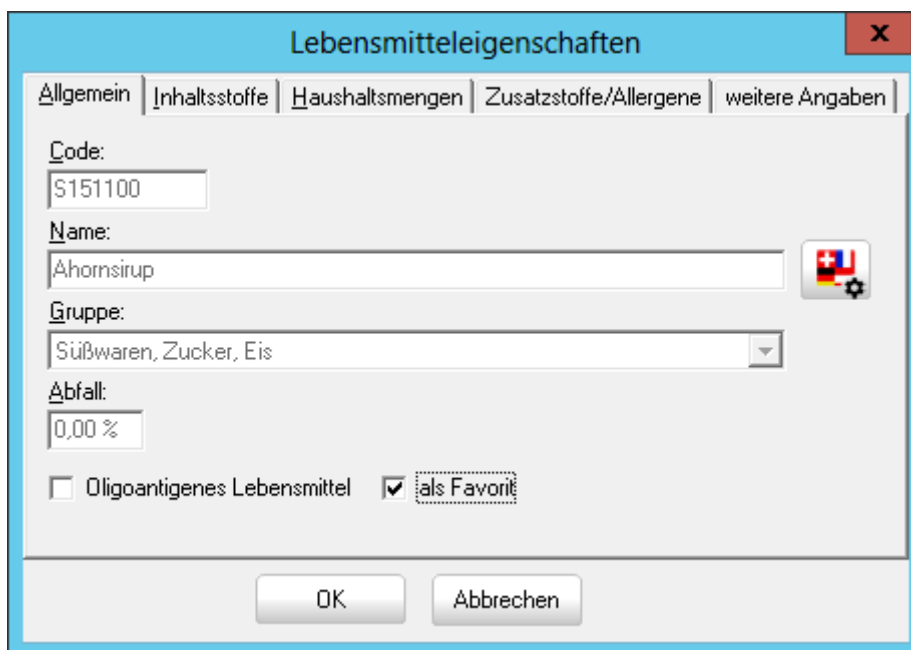 Lebensmitteleigenschaften
x
Allgemein Inhaltsstoffe Haushaltsmengen Zusatzstoffe/Allergene weitere Angaben
Code:
S151100
Name:
Ahornsirup
Gruppe:
Süßwaren, Zucker, Eis
Abfall:
0,00 %
Oligoantigenes Lebensmittel als Favorit
OK Abbrechen